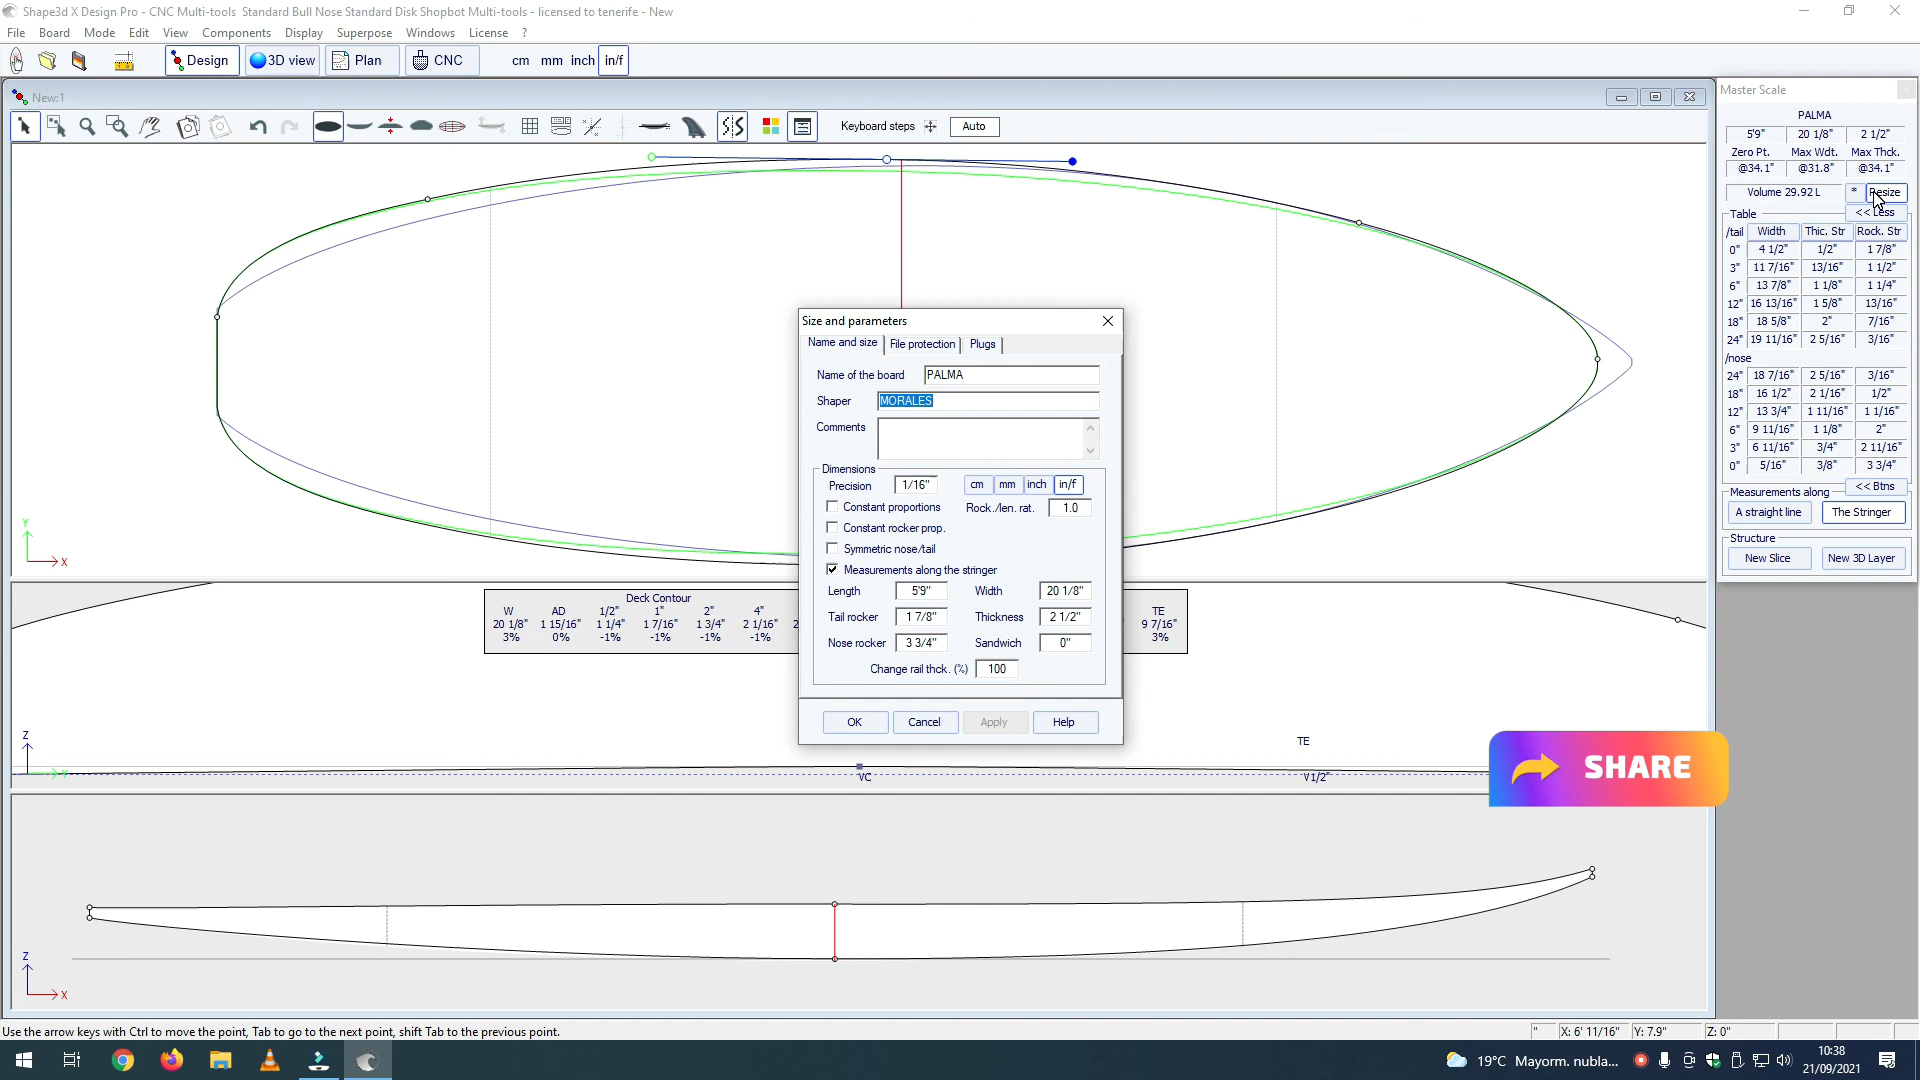 Shape3d X Design Pro - CNC Multi-tools  Standard Bull Nose Standard Disk Shopbot Multi-tools - licensed to tenerife - New
File Board Mode Edit View Components Display Superpose Windows License ?
Design 3D view Plan CNC cm mm inch in/f
New:1
Keyboard steps Auto
Master Scale
PALMA
5'9" 20 1/8" 2 1/2"
Zero Pt. Max Wdt. Max Thck.
@34.1" @31.8" @34.1"
Volume 29.92 L * Resize
<< Less
Table
/tail Width Thic. Str Rock. Str
0" 4 1/2" 1/2" 1 7/8"
3" 11 7/16" 13/16" 1 1/2"
6" 13 7/8" 1 1/8" 1 1/4"
12" 16 13/16" 1 5/8" 13/16"
18" 18 5/8" 2" 7/16"
24" 19 11/16" 2 5/16" 3/16"
/nose
24" 18 7/16" 2 5/16" 3/16"
18" 16 1/2" 2 1/16" 1/2"
12" 13 3/4" 1 11/16" 1 1/16"
6" 9 11/16" 1 1/8" 2"
3" 6 11/16" 3/4" 2 11/16"
0" 5/16" 3/8" 3 3/4"
<< Btns
Measurements along
A straight line The Stringer
Structure
New Slice New 3D Layer
Size and parameters
Name and size File protection Plugs
Name of the board PALMA
Shaper MORALES
Comments
Dimensions
Precision 1/16" cm mm inch in/f
Constant proportions Rock./len. rat. 1.0
Constant rocker prop.
Symmetric nose/tail
Measurements along the stringer
Length 5'9" Width 20 1/8"
Tail rocker 1 7/8" Thickness 2 1/2"
Nose rocker 3 3/4" Sandwich 0"
Change rail thck. (%) 100
OK Cancel Apply Help
Y
X
Deck Contour
W AD 1/2" 1" 2" 4" TE
20 1/8" 1 15/16" 1 1/4" 1 7/16" 1 3/4" 2 1/16" 2 9 7/16"
3% 0% -1% -1% -1% -1% 3%
Z
Y
TE
VC
V1/2"
SHARE
Z
X
Use the arrow keys with Ctrl to move the point, Tab to go to the next point, shift Tab to the previous point.
" X: 6' 11/16" Y: 7.9" Z: 0"
19°C Mayorm. nubla...
10:38
21/09/2021